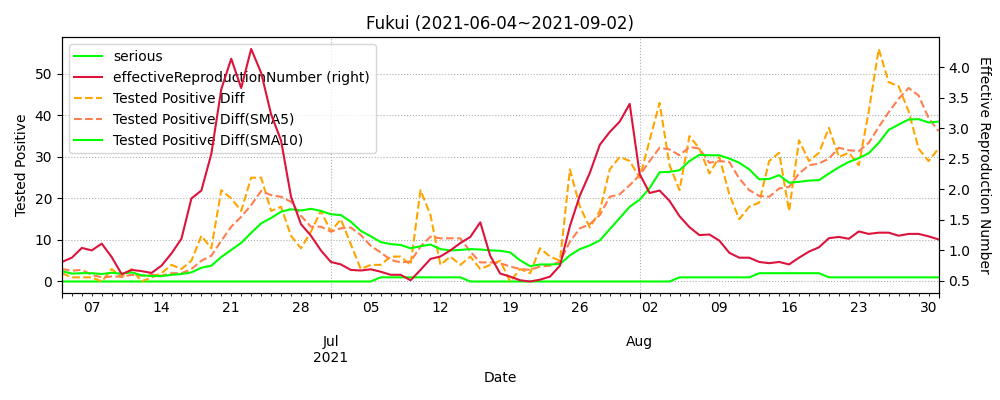 Fukui (2021-06-04~2021-09-02)
serious
effectiveReproductionNumber (right)
Tested Positive Diff
Tested Positive Diff(SMA5)
Tested Positive Diff(SMA10)
Tested Positive
50
40
30
20
10
0
4.0
3.5
3.0
2.5
2.0
1.5
1.0
0.5
Effective Reproduction Number
07 14 21 28 05 12 19 26 02 09 16 23 30
Jul Aug
2021
Date